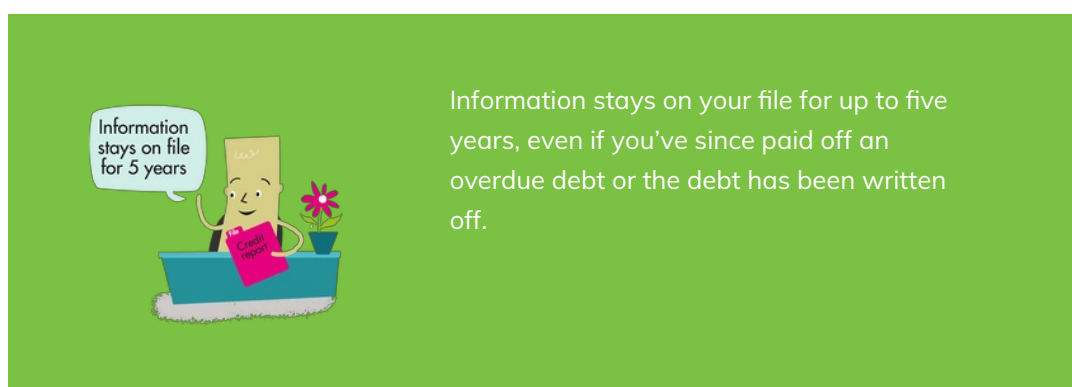 Information
stays on file
for 5 years
File
Credit
report
Information stays on your file for up to five
years, even if you’ve since paid off an
overdue debt or the debt has been written
off.